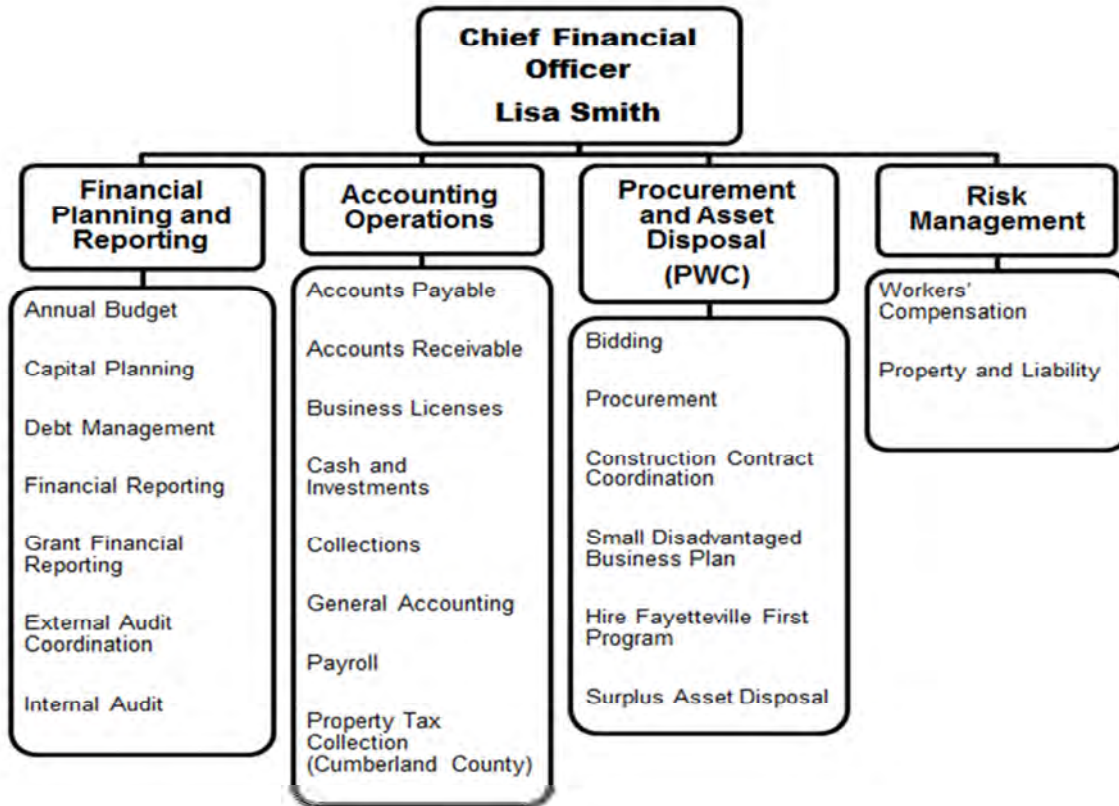 Chief Financial
Officer
Lisa Smith
Financial
Planning and
Reporting
Annual Budget
Capital Planning
Debt Management
Financial Reporting
Grant Financial
Reporting
External Audit
Coordination
Internal Audit
Accounting
Operations
Accounts Payable
Accounts Receivable
Business Licenses
Cash and
Investments
Collections
General Accounting
Payroll
Property Tax
Collection
(Cumberland County)
Procurement
and Asset
Disposal
(PWC)
Bidding
Procurement
Construction Contract
Coordination
Small Disadvantaged
Business Plan
Hire Fayetteville First
Program
Surplus Asset Disposal
Risk
Management
Workers'
Compensation
Property and Liability